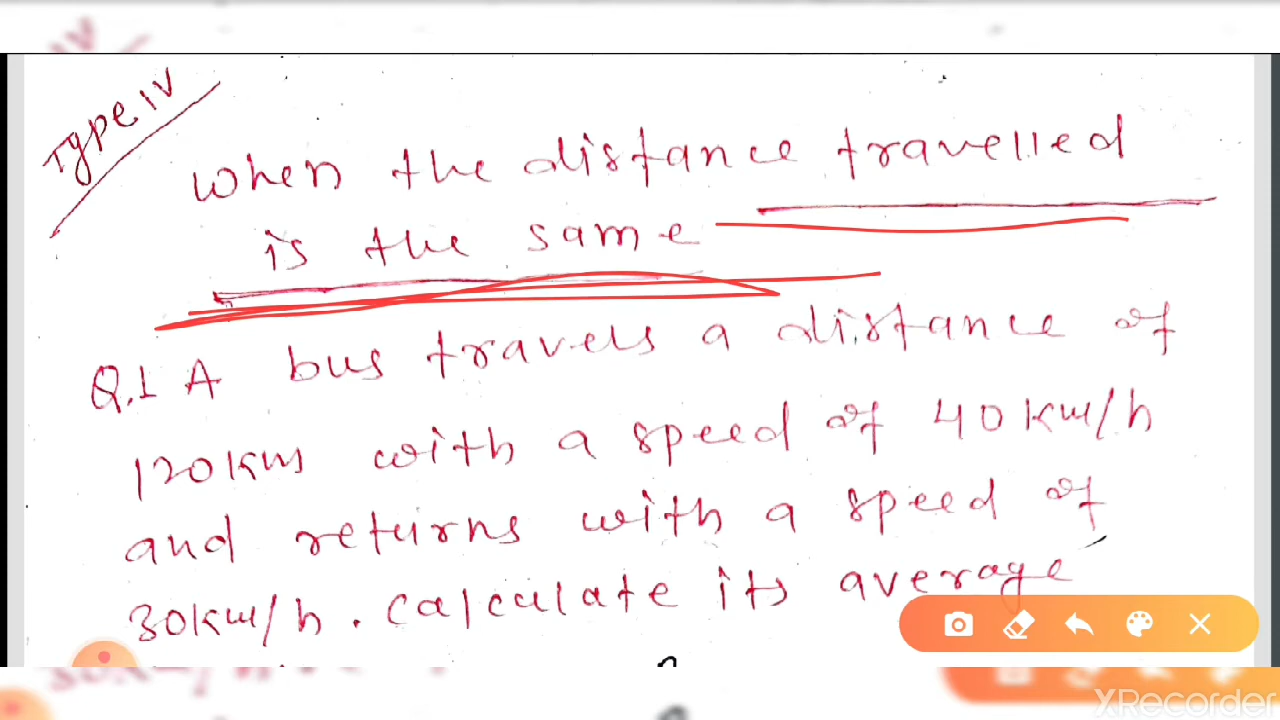 Type IV
When the distance travelled
is the same
Q.1 A bus travels a distance of
120km with a speed of 40km/h
and returns with a speed of
30km/h. Calculate its average
XRecorder